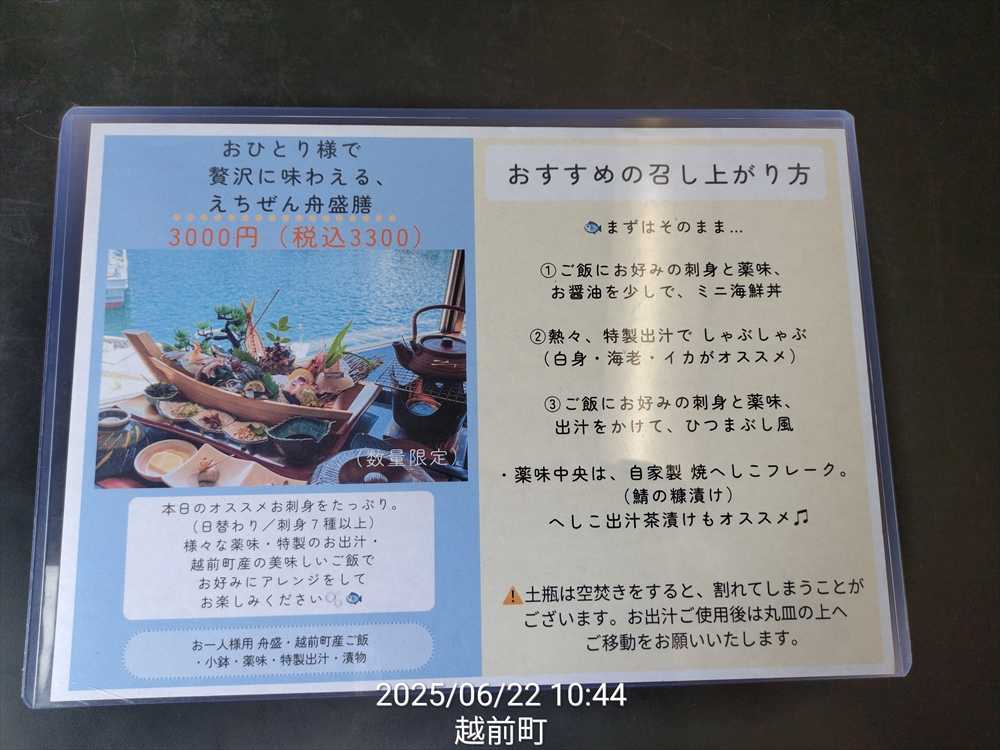 おひとり様で
贅沢に味わえる、
えちぜん舟盛膳
3000円（税込3300）
（数量限定）
本日のオススメお刺身をたっぷり。
（日替わり／刺身７種以上）
様々な薬味・特製のお出汁・
越前町産の美味しいご飯で
お好みにアレンジをして
お楽しみください🫧🐟
お一人様用 舟盛・越前町産ご飯
・小鉢・薬味・特製出汁・漬物
おすすめの召し上がり方
🐟まずはそのまま…
①ご飯にお好みの刺身と薬味、
お醤油を少しで、ミニ海鮮丼
②熱々、特製出汁で しゃぶしゃぶ
（白身・海老・イカがオススメ）
③ご飯にお好みの刺身と薬味、
出汁をかけて、ひつまぶし風
・薬味中央は、自家製 焼へしこフレーク。
（鯖の糠漬け）
へしこ出汁茶漬けもオススメ♫
⚠土瓶は空焚きをすると、割れてしまうことが
ございます。お出汁ご使用後は丸皿の上へ
ご移動をお願いいたします。
2025/06/22 10:44
越前町